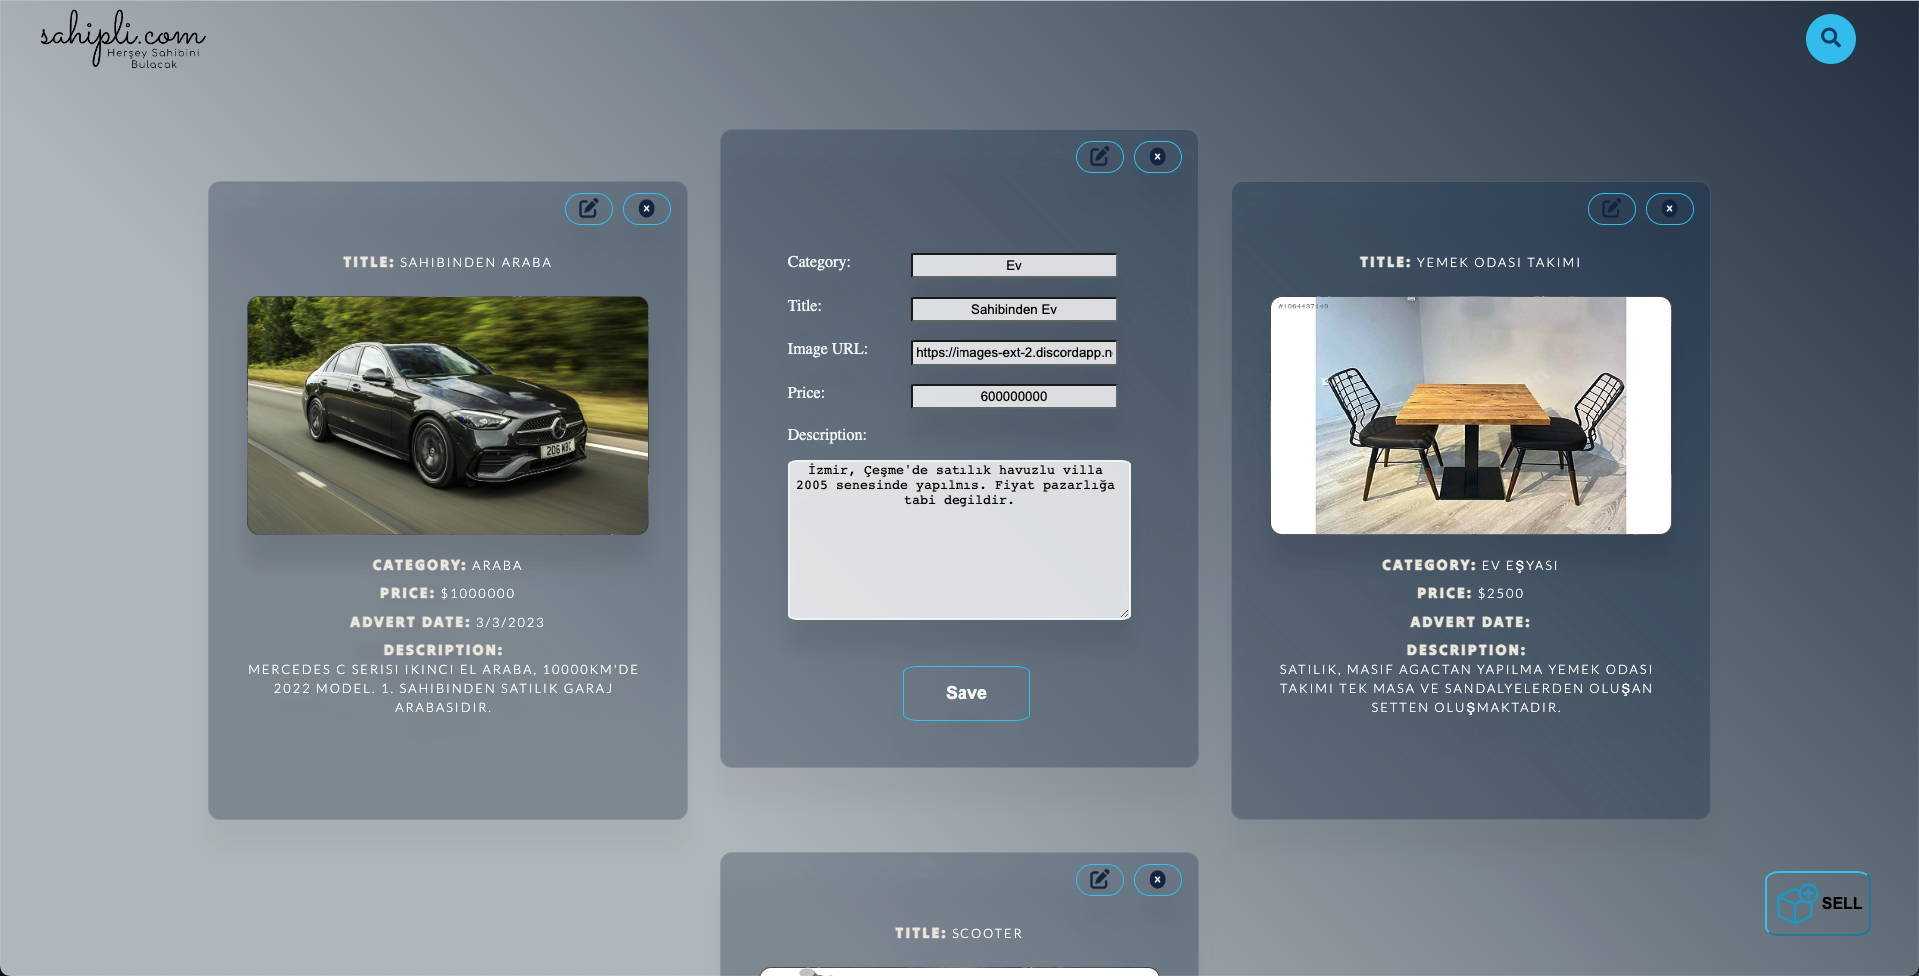 sahipli.com
Herşey Sahibini
Bulacak
TITLE: SAHIBINDEN ARABA
206 WBC
CATEGORY: ARABA
PRICE: $1000000
ADVERT DATE: 3/3/2023
DESCRIPTION:
MERCEDES C SERISI IKINCI EL ARABA, 10000KM'DE
2022 MODEL. 1. SAHIBINDEN SATILIK GARAJ
ARABASIDIR.
Category: Ev
Title: Sahibinden Ev
Image URL: https://images-ext-2.discordapp.n
Price: 600000000
Description:
İzmir, Çeşme'de satılık havuzlu villa
2005 senesinde yapılmıs. Fiyat pazarlığa
tabi degildir.
Save
TITLE: YEMEK ODASI TAKIMI
#1064437149
CATEGORY: EV EŞYASI
PRICE: $2500
ADVERT DATE:
DESCRIPTION:
SATILIK, MASIF AGACTAN YAPILMA YEMEK ODASI
TAKIMI TEK MASA VE SANDALYELERDEN OLUŞAN
SETTEN OLUŞMAKTADIR.
TITLE: SCOOTER
SELL